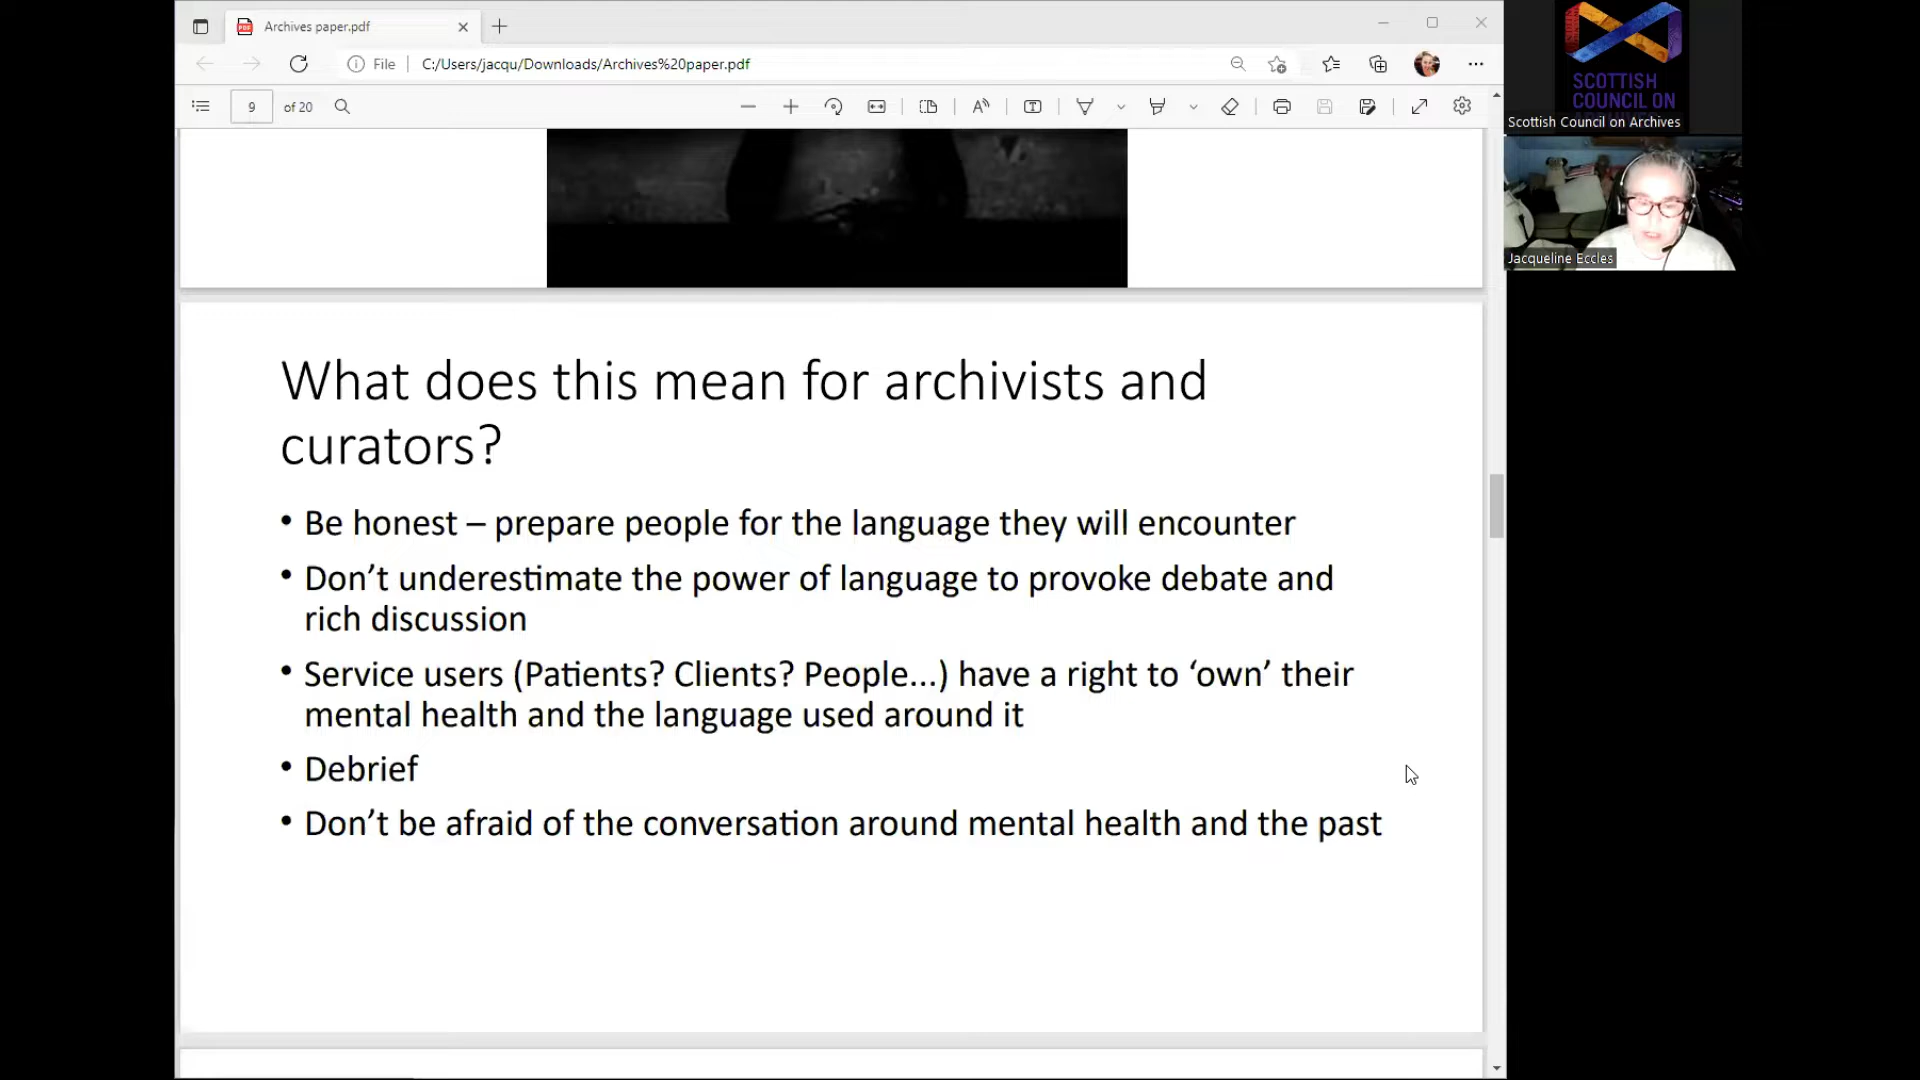 Archives paper.pdf
File
C:/Users/jacqu/Downloads/Archives%20paper.pdf
9 of 20
SCOTTISH
COUNCIL ON
Scottish Council on Archives
Jacqueline Eccles
What does this mean for archivists and
curators?
• Be honest – prepare people for the language they will encounter
• Don’t underestimate the power of language to provoke debate and
rich discussion
• Service users (Patients? Clients? People...) have a right to ‘own’ their
mental health and the language used around it
• Debrief
• Don’t be afraid of the conversation around mental health and the past